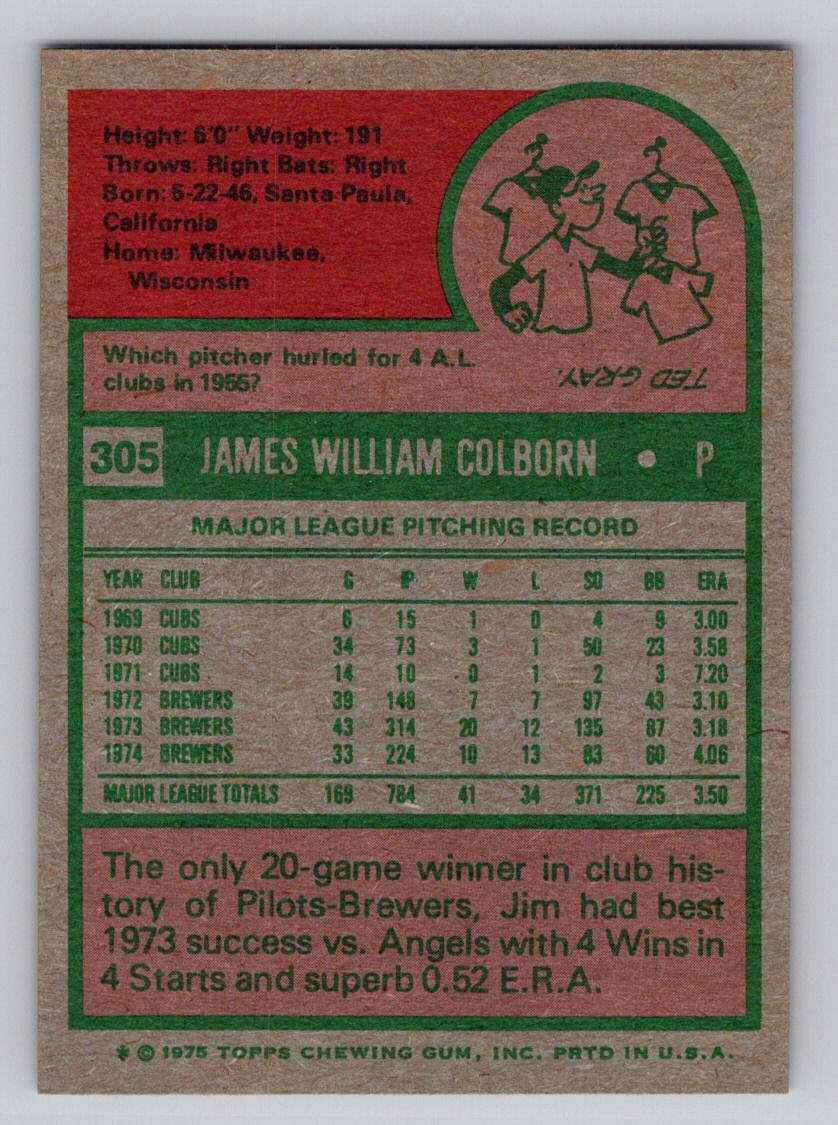 Height: 6'0" Weight: 191
Throws: Right Bats: Right
Born: 5-22-46, Santa Paula,
California
Home: Milwaukee,
Wisconsin
Which pitcher hurled for 4 A.L.
clubs in 1955?
TED GRAY.
305 JAMES WILLIAM COLBORN • P
MAJOR LEAGUE PITCHING RECORD
YEAR CLUB G IP W L SO BB ERA
1969 CUBS 6 15 1 0 4 9 3.00
1970 CUBS 34 73 3 1 50 23 3.58
1971 CUBS 14 10 0 1 2 3 7.20
1972 BREWERS 39 148 7 7 97 43 3.10
1973 BREWERS 43 314 20 12 135 87 3.18
1974 BREWERS 33 224 10 13 83 60 4.06
MAJOR LEAGUE TOTALS 169 784 41 34 371 225 3.50
The only 20-game winner in club his-
tory of Pilots-Brewers, Jim had best
1973 success vs. Angels with 4 Wins in
4 Starts and superb 0.52 E.R.A.
* © 1975 TOPPS CHEWING GUM, INC. PRTD IN U.S.A.